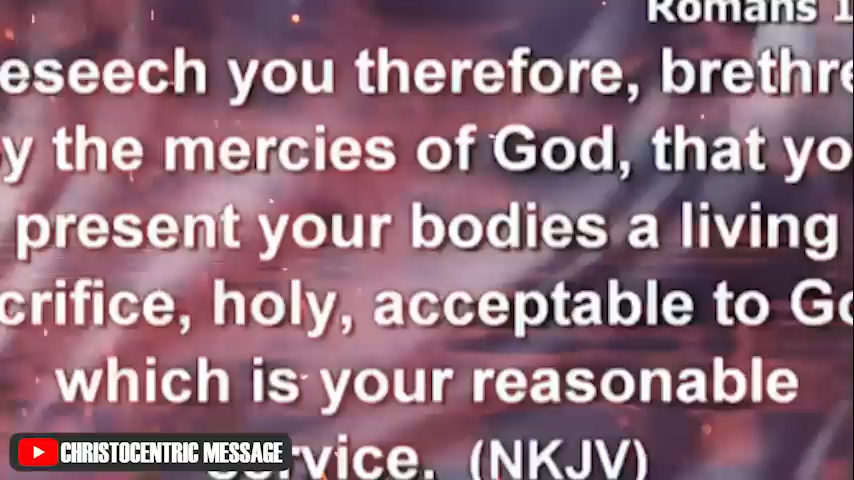 Romans 1
eseech you therefore, brethre
y the mercies of God, that yo
present your bodies a living
crifice, holy, acceptable to Go
which is your reasonable
service. (NKJV)
CHRISTOCENTRIC MESSAGE